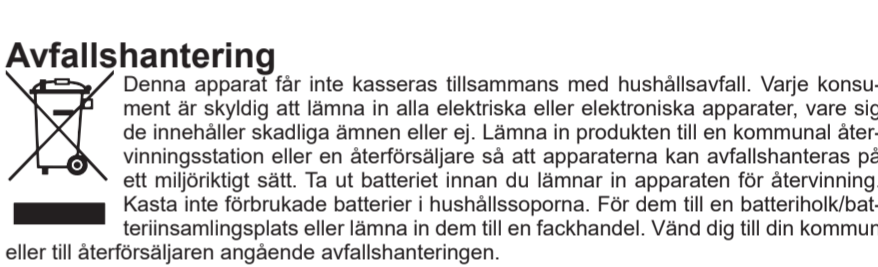 Avfallshantering
Denna apparat får inte kasseras tillsammans med hushållsavfall. Varje konsu-
ment är skyldig att lämna in alla elektriska eller elektroniska apparater, vare sig
de innehåller skadliga ämnen eller ej. Lämna in produkten till en kommunal åter-
vinningsstation eller en återförsäljare så att apparaterna kan avfallshanteras på
ett miljöriktigt sätt. Ta ut batteriet innan du lämnar in apparaten för återvinning.
Kasta inte förbrukade batterier i hushållssoporna. För dem till en batteriholk/bat-
teriinsamlingsplats eller lämna in dem till en fackhandel. Vänd dig till din kommun
eller till återförsäljaren angående avfallshanteringen.